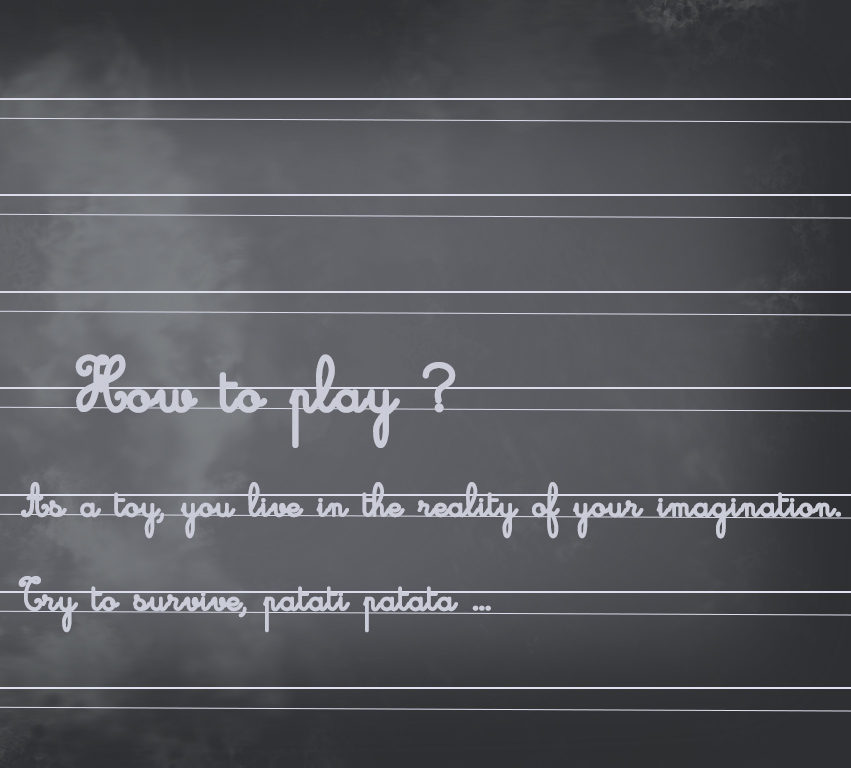 How to play ?
As a toy, you live in the reality of your imagination.
Try to survive, patati patata ...